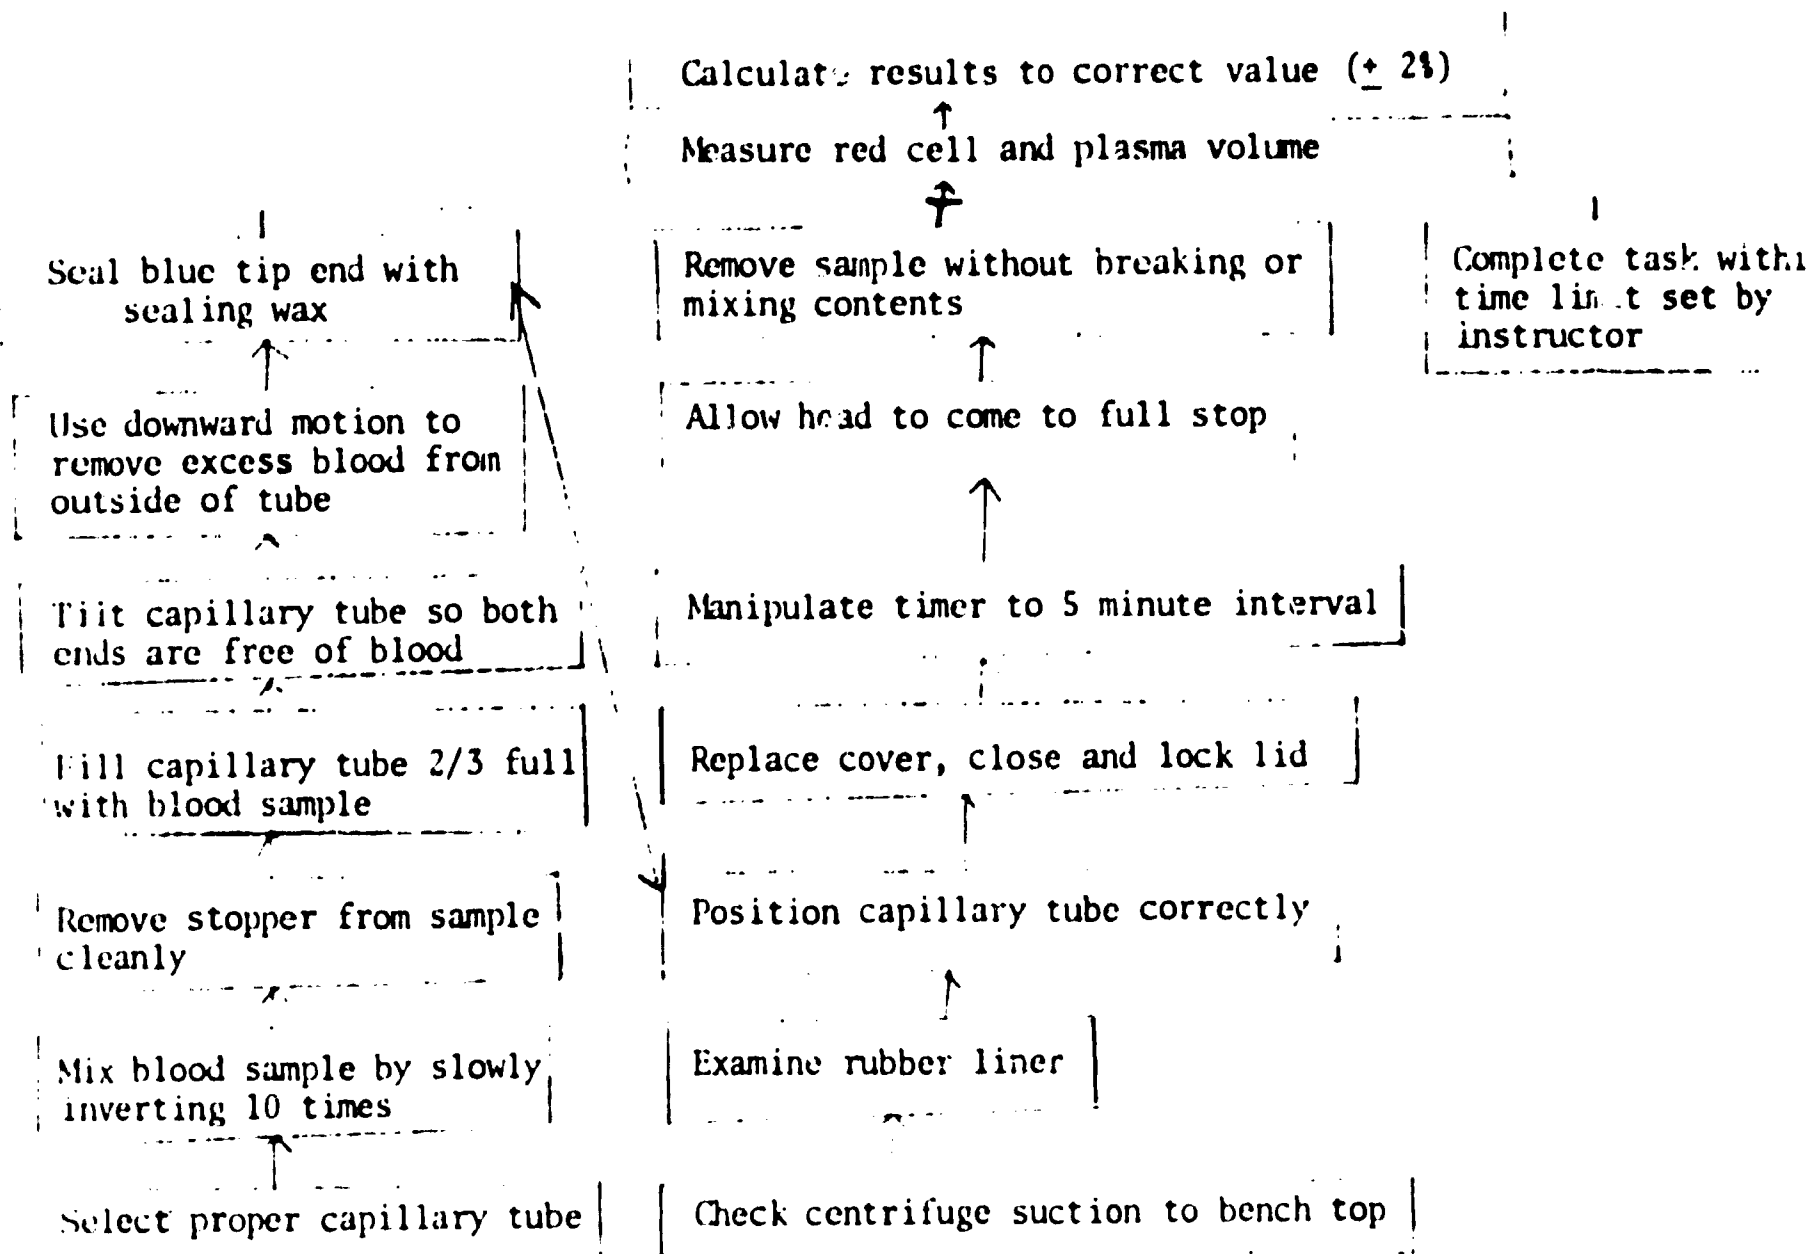 Calculate results to correct value (± 2%)
Measure red cell and plasma volume
Seal blue tip end with
sealing wax
Remove sample without breaking or
mixing contents
Complete task withi
time limit set by
instructor
Use downward motion to
remove excess blood from
outside of tube
Allow head to come to full stop
Tilt capillary tube so both
ends are free of blood
Manipulate timer to 5 minute interval
Fill capillary tube 2/3 full
with blood sample
Replace cover, close and lock lid
Remove stopper from sample
cleanly
Position capillary tube correctly
Mix blood sample by slowly
inverting 10 times
Examine rubber liner
Select proper capillary tube
Check centrifuge suction to bench top